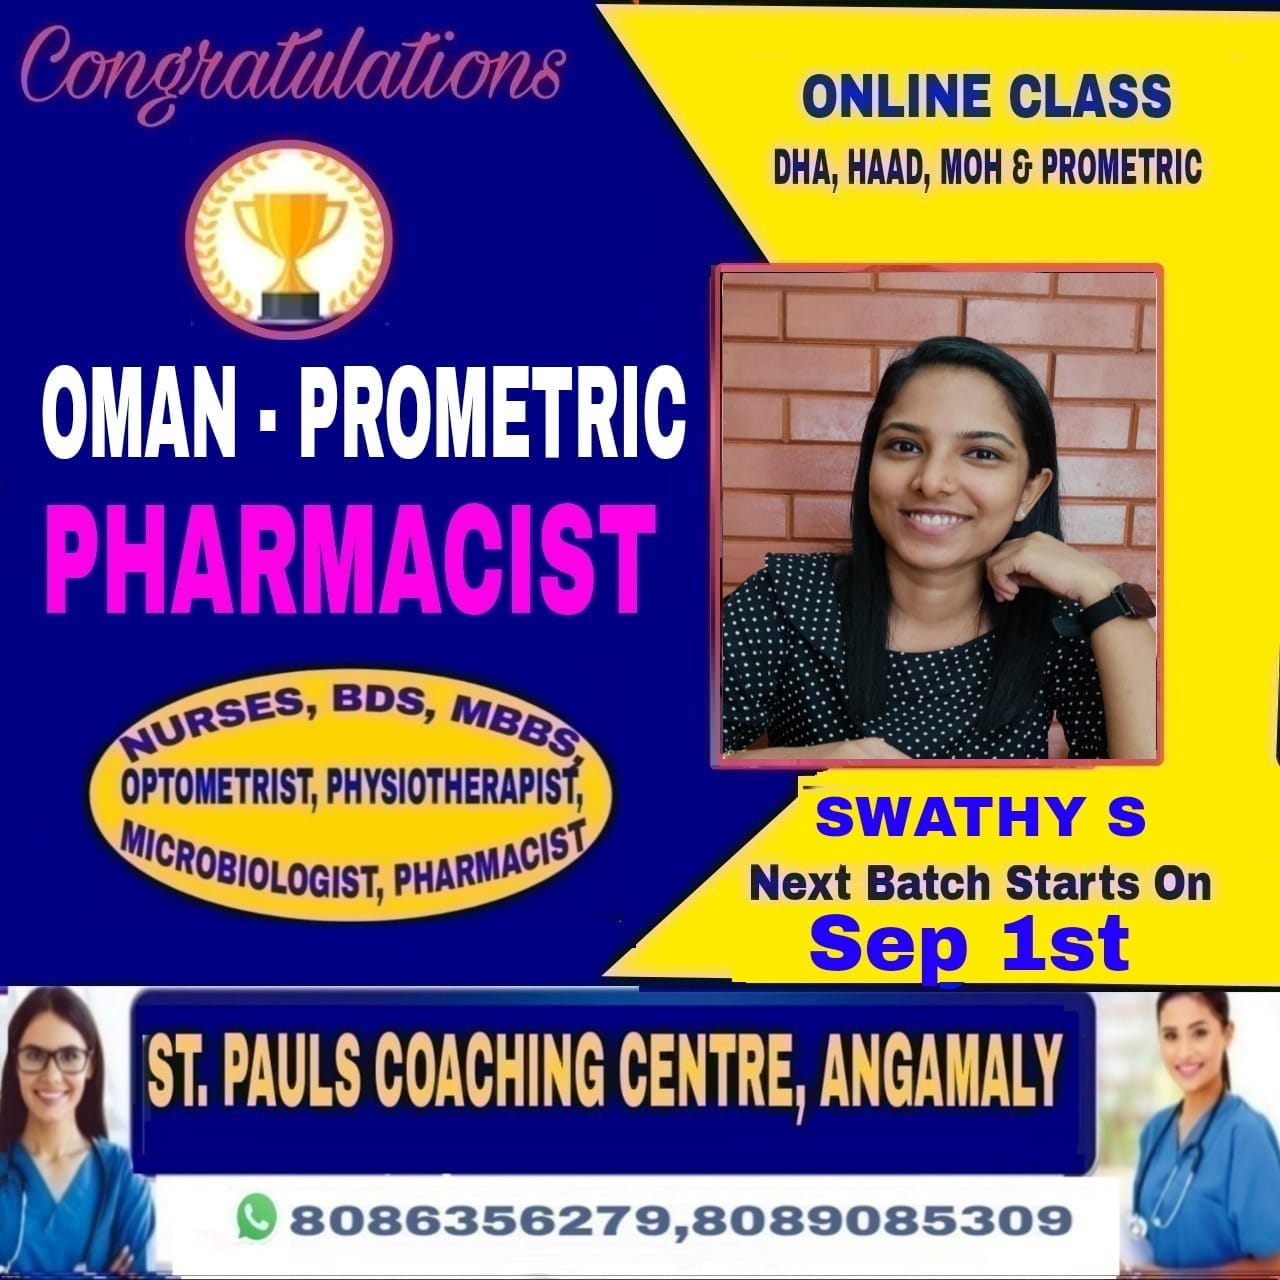 Congratulations
ONLINE CLASS
DHA, HAAD, MOH & PROMETRIC
OMAN - PROMETRIC
PHARMACIST
NURSES, BDS, MBBS,
OPTOMETRIST, PHYSIOTHERAPIST,
MICROBIOLOGIST, PHARMACIST
SWATHY S
Next Batch Starts On
Sep 1st
ST. PAULS COACHING CENTRE, ANGAMALY
8086356279,8089085309